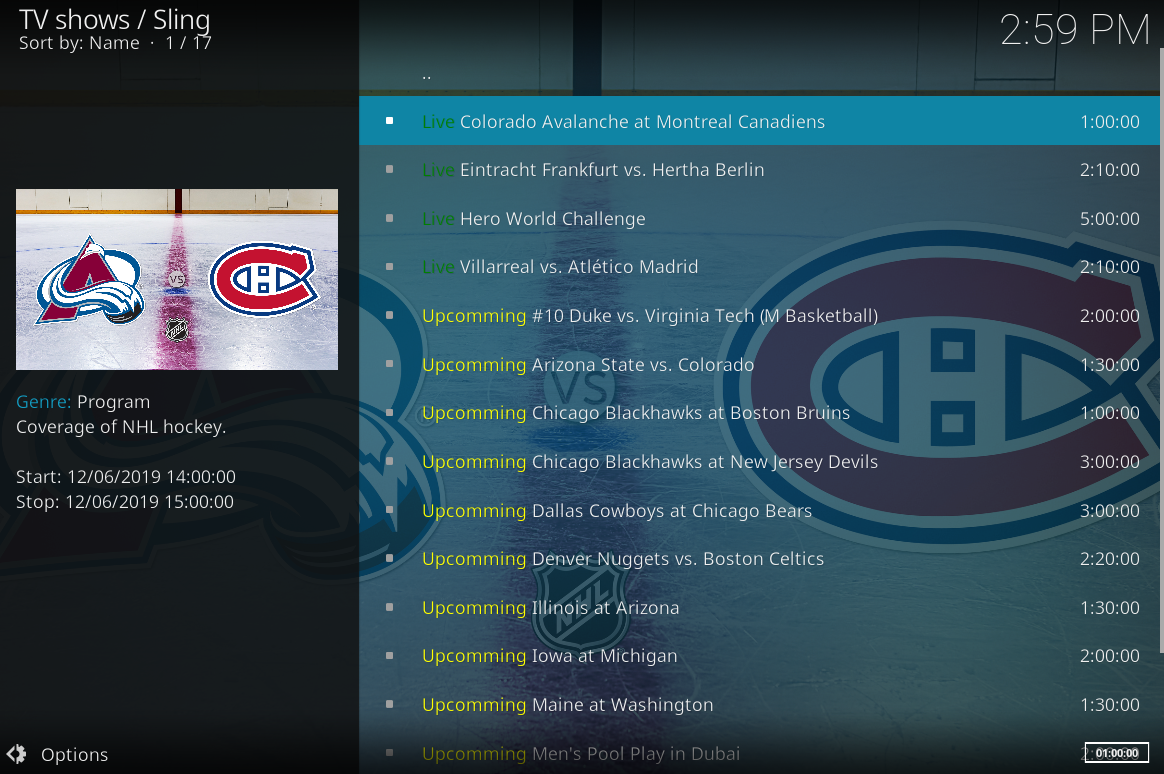 TV shows / Sling
Sort by: Name · 1 / 17
2:59 PM
..
Live Colorado Avalanche at Montreal Canadiens 1:00:00
Live Eintracht Frankfurt vs. Hertha Berlin 2:10:00
Live Hero World Challenge 5:00:00
Live Villarreal vs. Atlético Madrid 2:10:00
Upcomming #10 Duke vs. Virginia Tech (M Basketball) 2:00:00
Upcomming Arizona State vs. Colorado 1:30:00
Upcomming Chicago Blackhawks at Boston Bruins 1:00:00
Upcomming Chicago Blackhawks at New Jersey Devils 3:00:00
Upcomming Dallas Cowboys at Chicago Bears 3:00:00
Upcomming Denver Nuggets vs. Boston Celtics 2:20:00
Upcomming Illinois at Arizona 1:30:00
Upcomming Iowa at Michigan 2:00:00
Upcomming Maine at Washington 1:30:00
Upcomming Men's Pool Play in Dubai
VS
NHL
VS
NHL
Genre: Program
Coverage of NHL hockey.
Start: 12/06/2019 14:00:00
Stop: 12/06/2019 15:00:00
Options
01:00:00